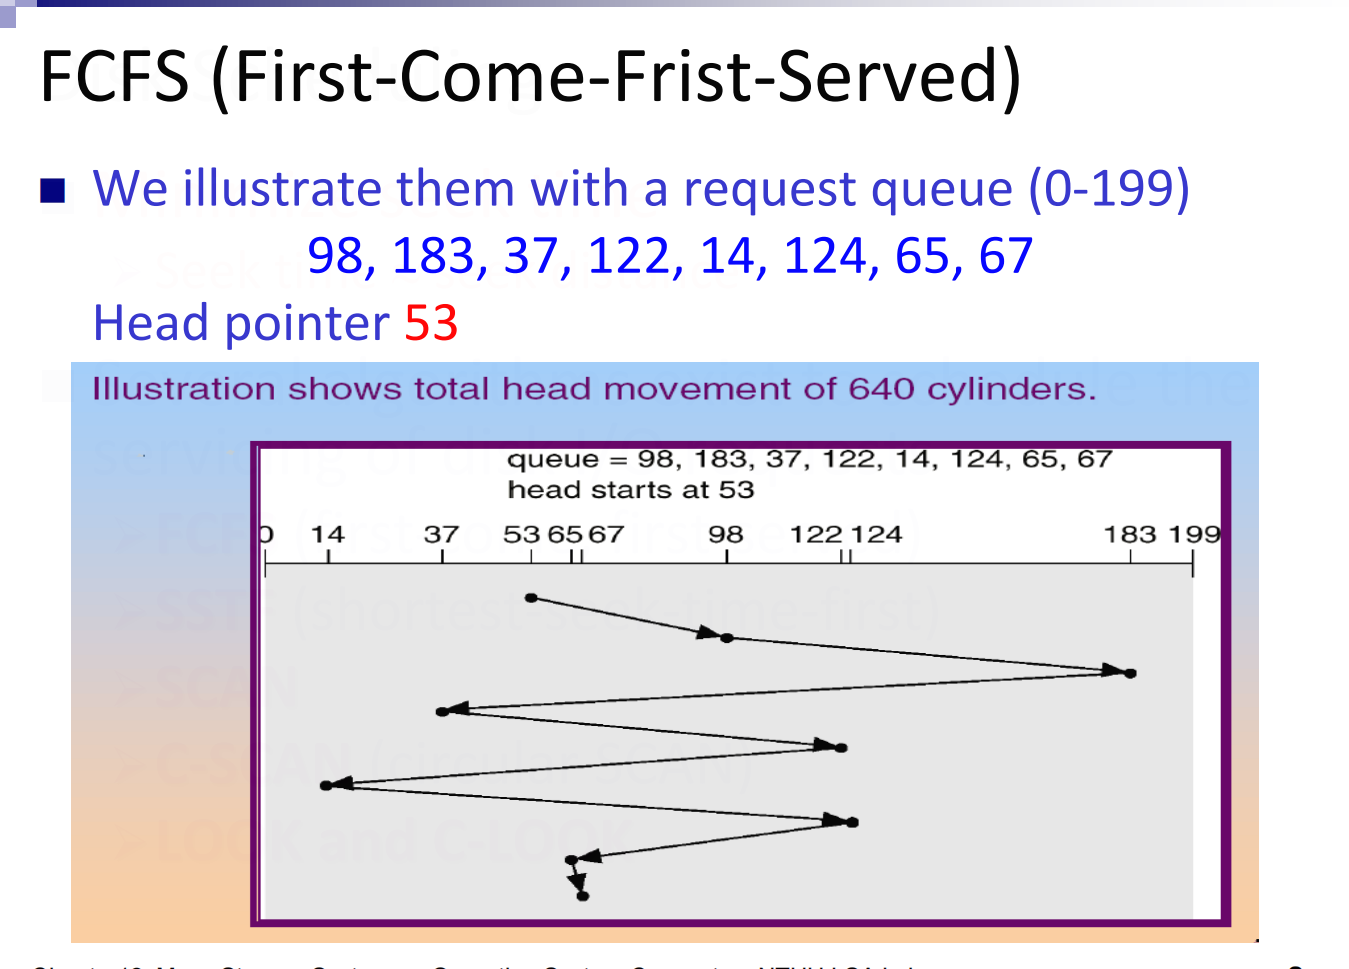 FCFS (First-Come-Frist-Served)
We illustrate them with a request queue (0-199)
98, 183, 37, 122, 14, 124, 65, 67
Head pointer 53
Illustration shows total head movement of 640 cylinders.
queue = 98, 183, 37, 122, 14, 124, 65, 67
head starts at 53
0 14 37 53 65 67 98 122 124 183 199